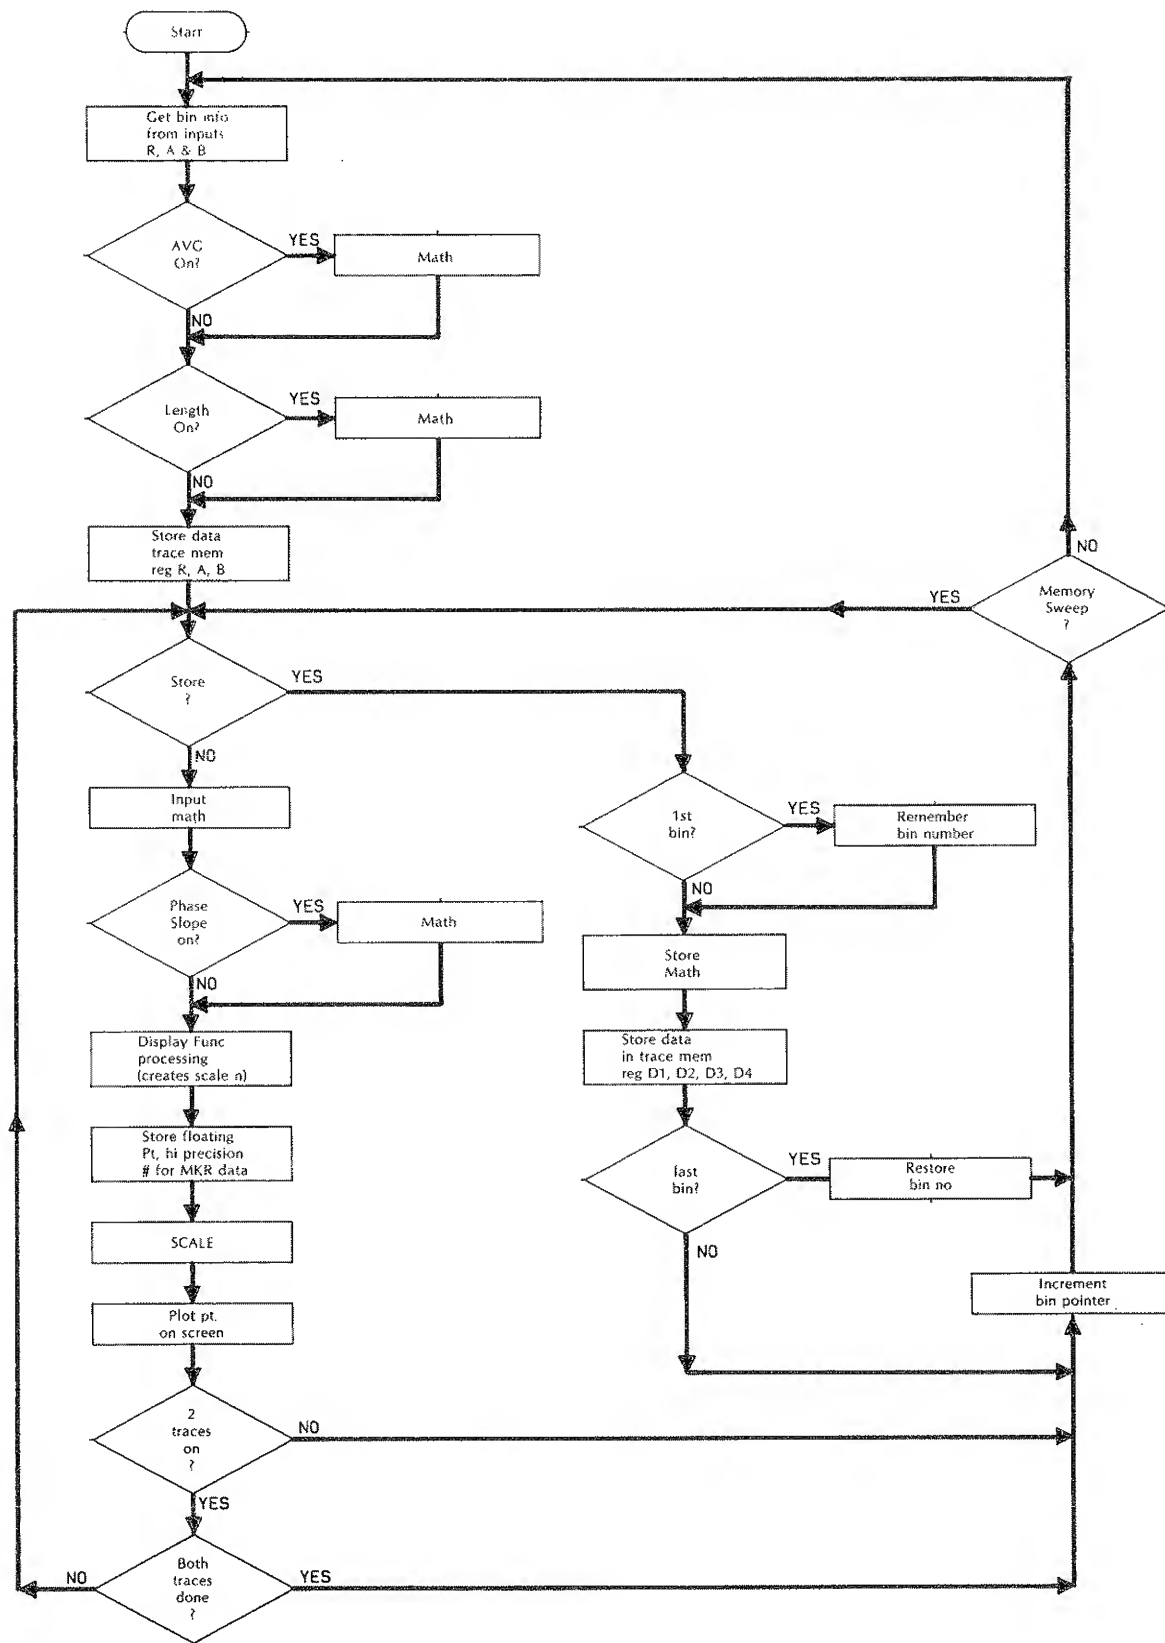 Start
Get bin info
from inputs
R, A & B
AVG
On?
YES
Math
NO
Length
On?
YES
Math
NO
Store data
trace mem
reg R, A, B
NO
Memory
Sweep
?
YES
Store
?
YES
NO
Input
math
1st
bin?
YES
Remember
bin number
NO
Phase
Slope
on?
YES
Math
NO
Store
Math
Display Func
processing
(creates scale n)
Store data
in trace mem
reg D1, D2, D3, D4
Store floating
Pt, hi precision
# for MKR data
last
bin?
YES
Restore
bin no
NO
SCALE
Increment
bin pointer
Plot pt.
on screen
2
traces
on
?
NO
YES
Both
traces
done
?
NO
YES